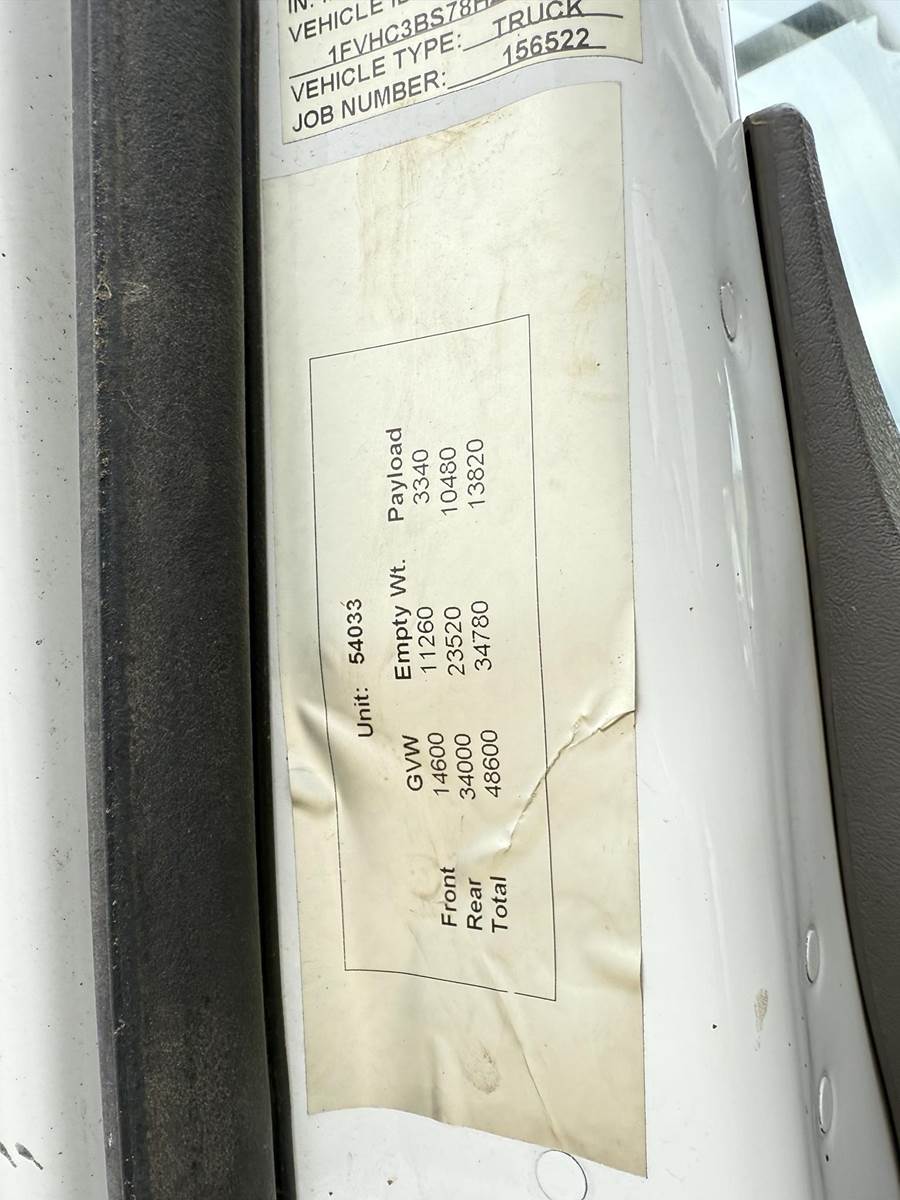 VEHICLE
1FVHC3BS78H
VEHICLE TYPE: TRUCK
JOB NUMBER: 156522
Unit: 54033
GVW Empty Wt. Payload
Front 14600 11260 3340
Rear 34000 23520 10480
Total 48600 34780 13820